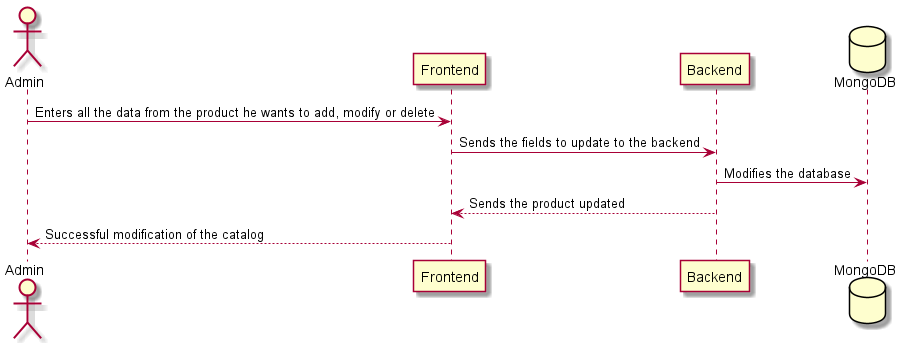 Admin
Frontend
Backend
MongoDB
Enters all the data from the product he wants to add, modify or delete
Sends the fields to update to the backend
Modifies the database
Sends the product updated
Successful modification of the catalog
Admin
Frontend
Backend
MongoDB